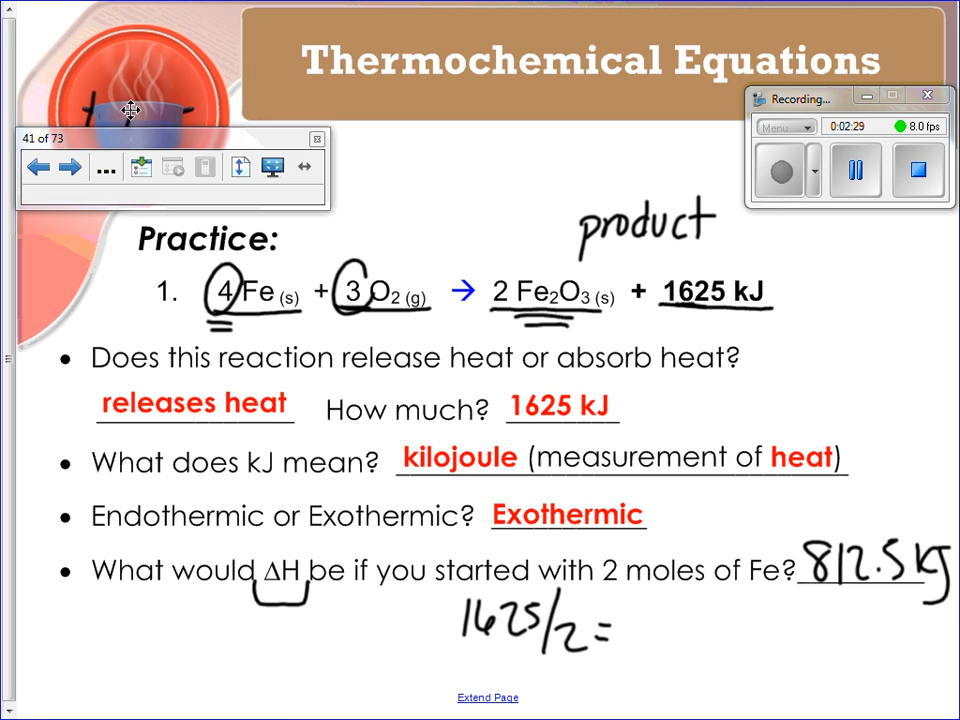 Thermochemical Equations
Recording...
Menu
0:02:29
8.0 fps
41 of 73
...
product
Practice:
1. 4 Fe (s) + 3 O2 (g) → 2 Fe2O3 (s) + 1625 kJ
• Does this reaction release heat or absorb heat?
releases heat How much? 1625 kJ
• What does kJ mean? kilojoule (measurement of heat)
• Endothermic or Exothermic? Exothermic
• What would ΔH be if you started with 2 moles of Fe? 812.5 kJ
1625/2 =
Extend Page